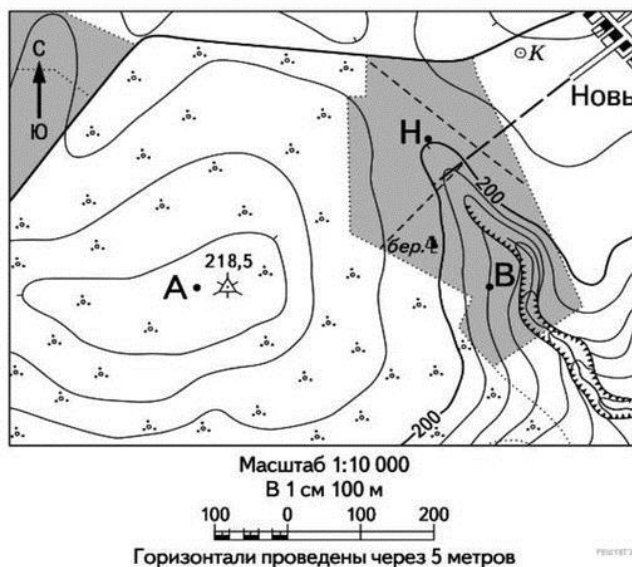 С
К
Новы
Ю
Н
200
бер.
218,5
А
В
200
Масштаб 1:10 000
В 1 см 100 м
100 0 100 200
Горизонтали проведены через 5 метров